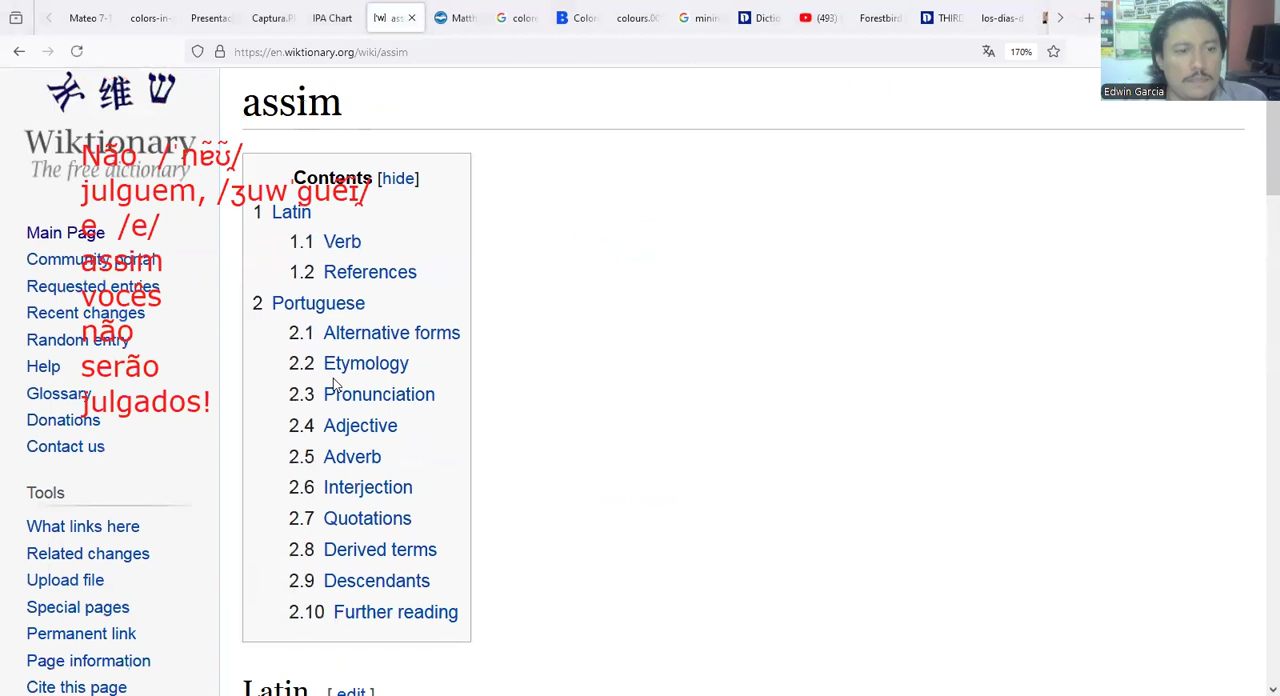 Mateo 7-1
colors-in-
Presentac
Captura.P
IPA Chart
[w] ass
Matth
colore
Color
colours.00
minin
Dictio
(493)
Forestbird
THIRD
los-dias-d
https://en.wiktionary.org/wiki/assim
170%
Edwin Garcia
Wiktionary
The free dictionary
Main Page
Community portal
Requested entries
Recent changes
Random entry
Help
Glossary
Donations
Contact us
Tools
What links here
Related changes
Upload file
Special pages
Permanent link
Page information
Cite this page
Não /ˈnɐ̃ʊ̯̃/
julguem, /ʒuwˈguẽɪ̯/
e /e/
assim
vocês
não
serão
julgados!
assim
Contents [hide]
1 Latin
1.1 Verb
1.2 References
2 Portuguese
2.1 Alternative forms
2.2 Etymology
2.3 Pronunciation
2.4 Adjective
2.5 Adverb
2.6 Interjection
2.7 Quotations
2.8 Derived terms
2.9 Descendants
2.10 Further reading
Latin [ edit ]